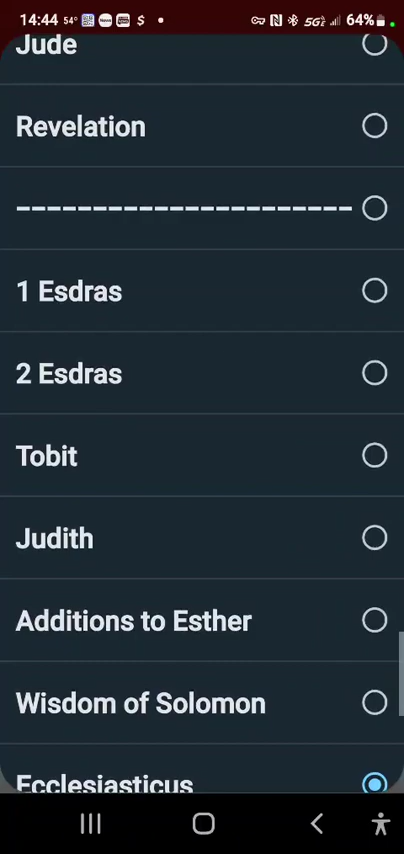 14:44 54° $ 5G 64%
Jude
Revelation
----------------------
1 Esdras
2 Esdras
Tobit
Judith
Additions to Esther
Wisdom of Solomon
Ecclesiasticus